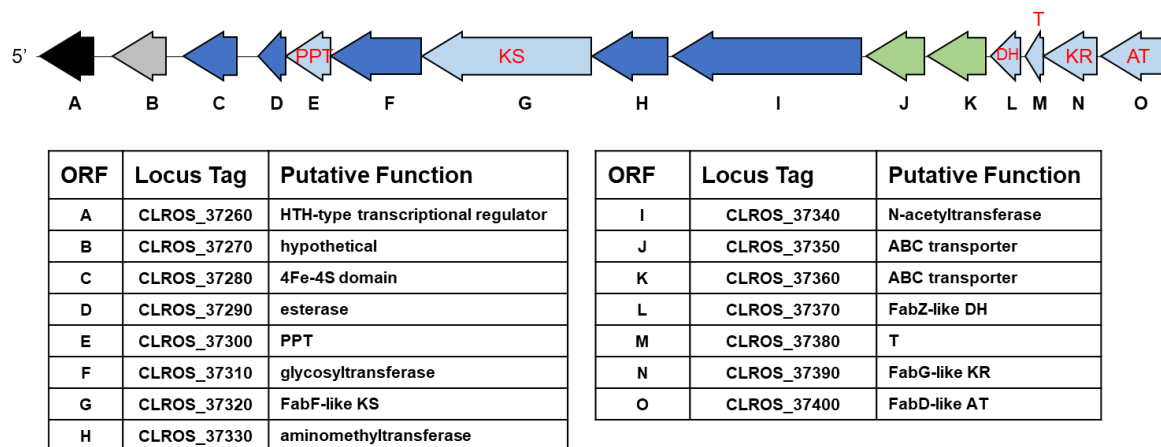 T
5'
PPT KS DH KR AT
A B C D E F G H I J K L M N O
ORF Locus Tag Putative Function
A CLROS_37260 HTH-type transcriptional regulator
B CLROS_37270 hypothetical
C CLROS_37280 4Fe-4S domain
D CLROS_37290 esterase
E CLROS_37300 PPT
F CLROS_37310 glycosyltransferase
G CLROS_37320 FabF-like KS
H CLROS_37330 aminomethyltransferase
ORF Locus Tag Putative Function
I CLROS_37340 N-acetyltransferase
J CLROS_37350 ABC transporter
K CLROS_37360 ABC transporter
L CLROS_37370 FabZ-like DH
M CLROS_37380 T
N CLROS_37390 FabG-like KR
O CLROS_37400 FabD-like AT